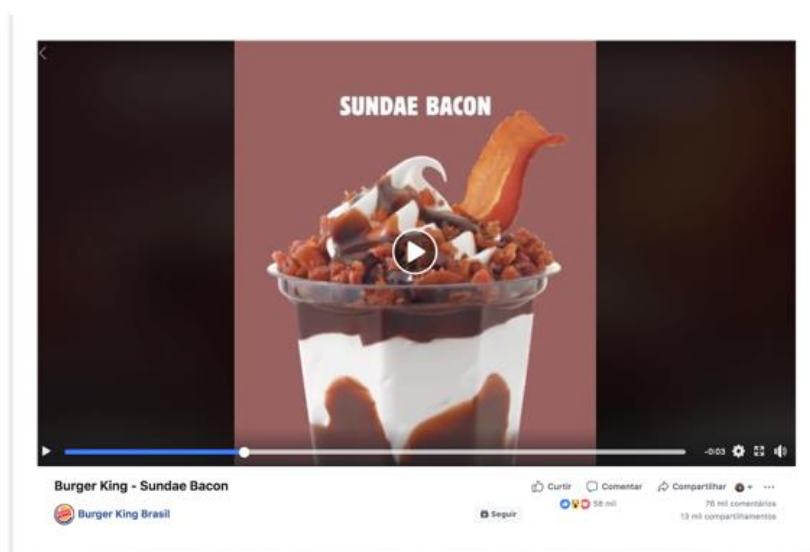 SUNDAE BACON
-0:03
Burger King - Sundae Bacon
Curtir Comentar Compartilhar
58 mil
76 mil comentários
Burger King Brasil
Seguir
13 mil compartilhamentos